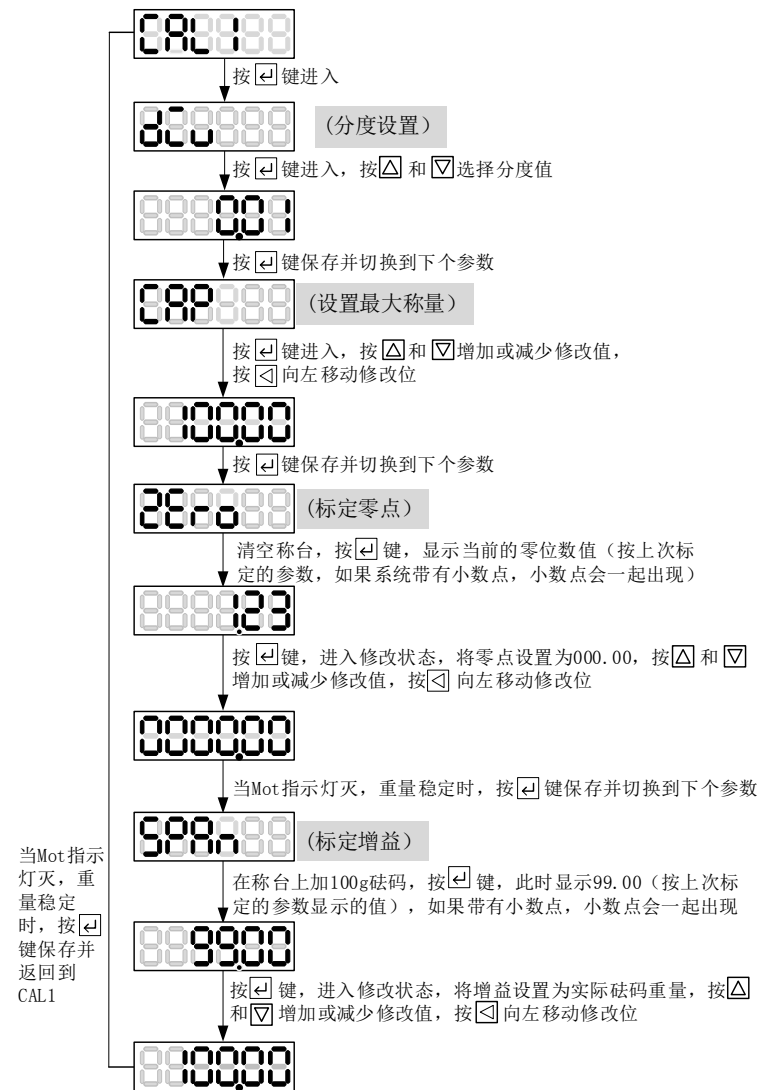 CAL1
按键进入
dCv
(分度设置)
按键进入，按和选择分度值
0.01
按键保存并切换到下个参数
CAP
(设置最大称量)
按键进入，按和增加或减少修改值，
按向左移动修改位
100.00
按键保存并切换到下个参数
ZEro
(标定零点)
清空称台，按键，显示当前的零位数值（按上次标
定的参数，如果系统带有小数点，小数点会一起出现）
1.23
按键，进入修改状态，将零点设置为000.00，按和
增加或减少修改值，按向左移动修改位
0000.00
当Mot指示灯灭，重量稳定时，按键保存并切换到下个参数
SPAn
(标定增益)
在称台上加100g砝码，按键，此时显示99.00（按上次标
定的参数显示的值），如果带有小数点，小数点会一起出现
99.00
按键，进入修改状态，将增益设置为实际砝码重量，按
和增加或减少修改值，按向左移动修改位
100.00
当Mot指示
灯灭，重
量稳定
时，按
键保存并
返回到
CAL1